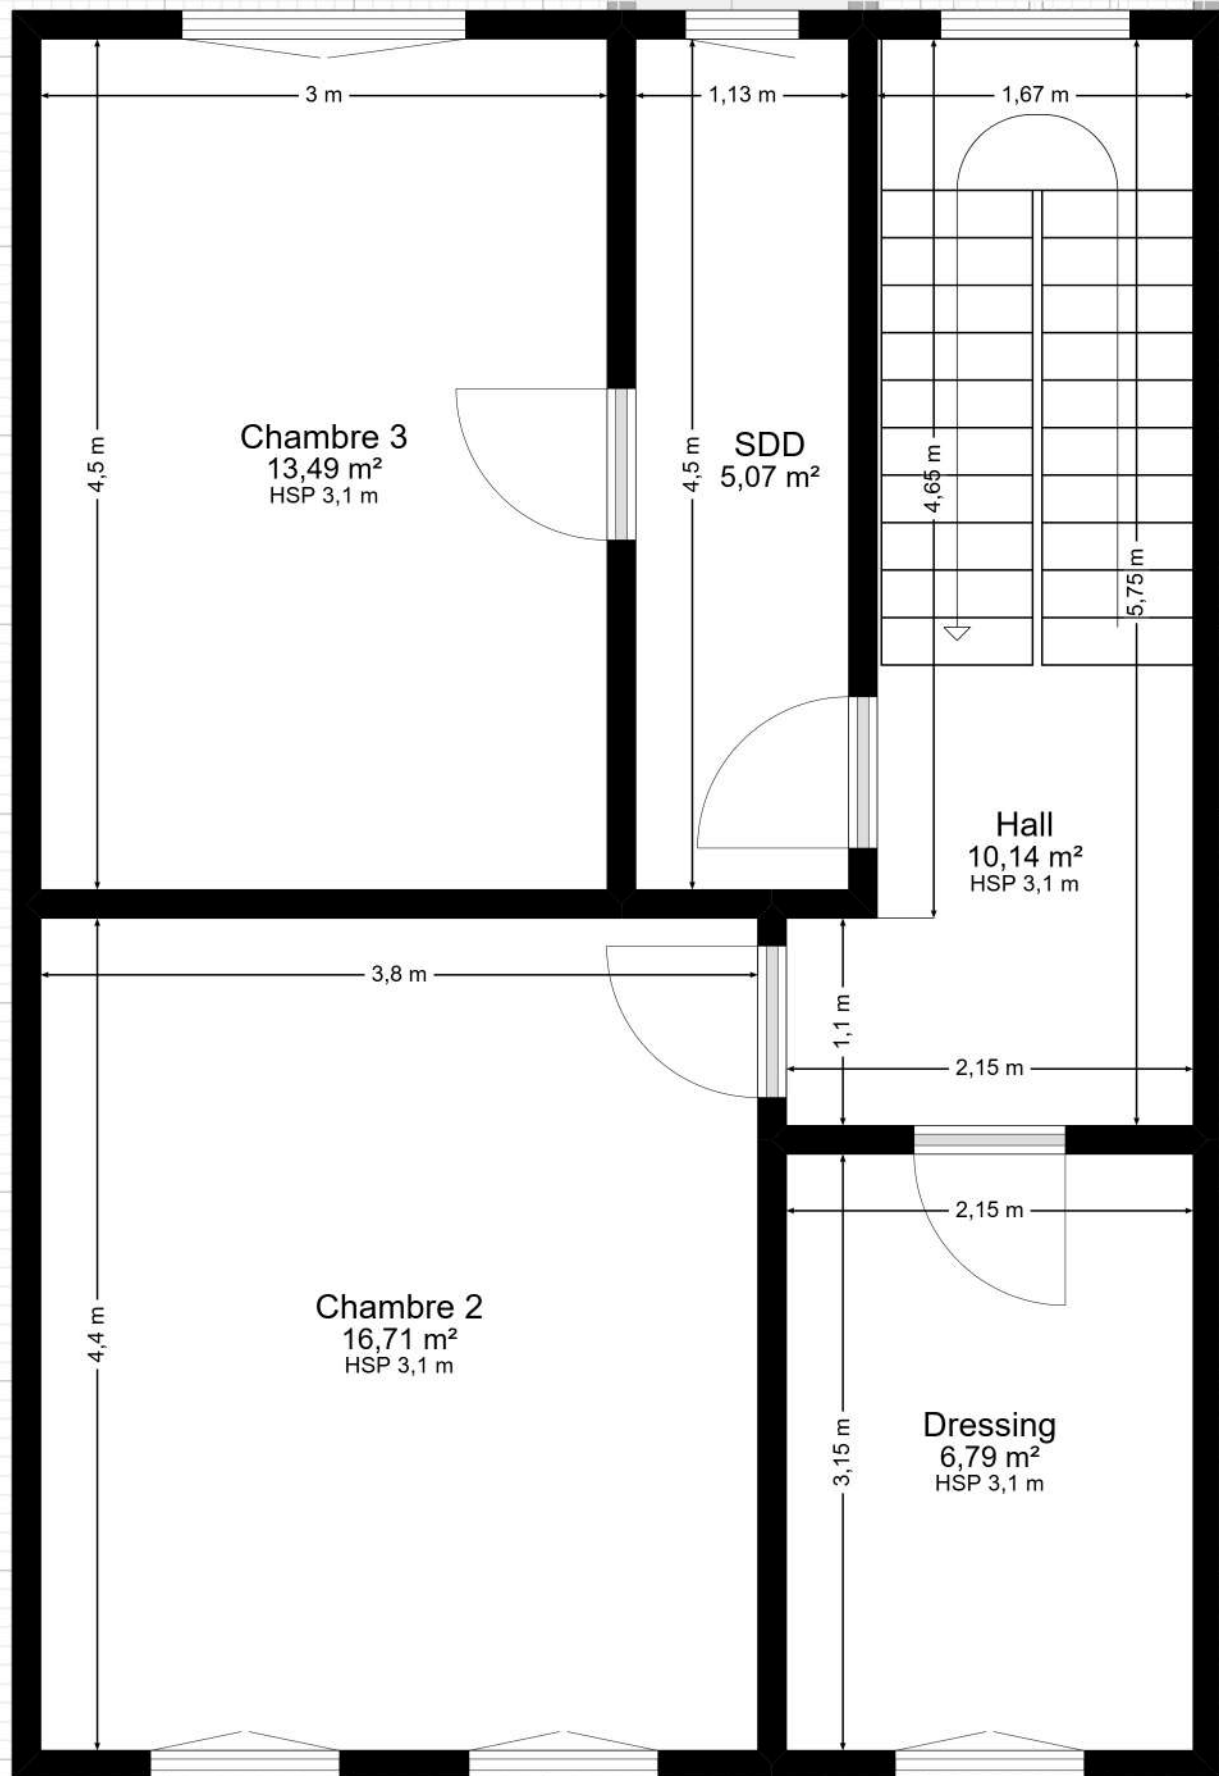 3 m
1,13 m
1,67 m
4,5 m
Chambre 3
13,49 m²
HSP 3,1 m
4,5 m
SDD
5,07 m²
4,65 m
5,75 m
Hall
10,14 m²
HSP 3,1 m
3,8 m
1,1 m
2,15 m
2,15 m
4,4 m
Chambre 2
16,71 m²
HSP 3,1 m
3,15 m
Dressing
6,79 m²
HSP 3,1 m